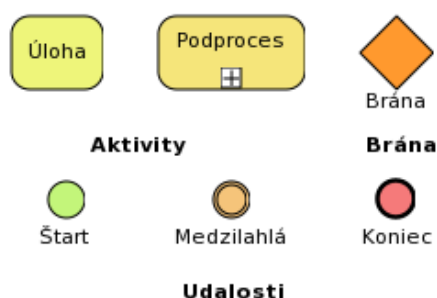 Úloha
Podproces
Brána
Aktivity
Brána
Štart
Medzilahlá
Koniec
Udalosti